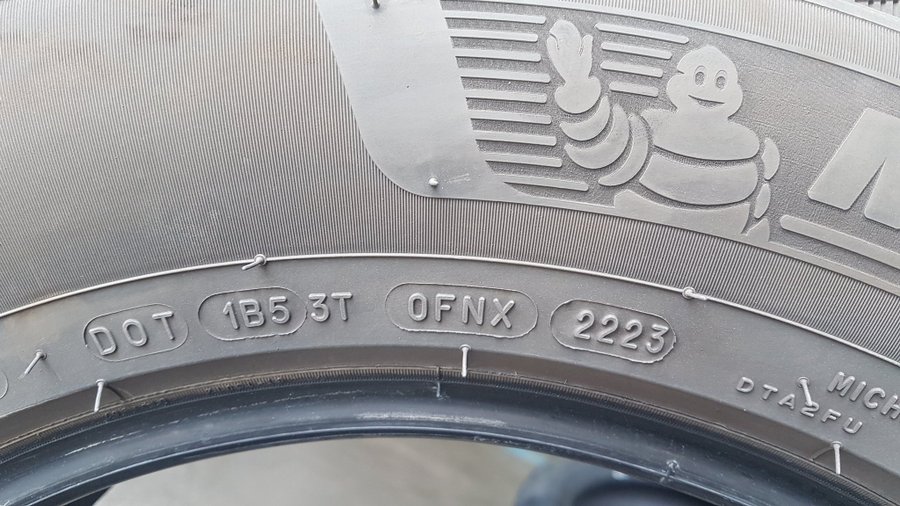 DOT 1B5 3T 0FNX 2223
DTA2FU
MICH